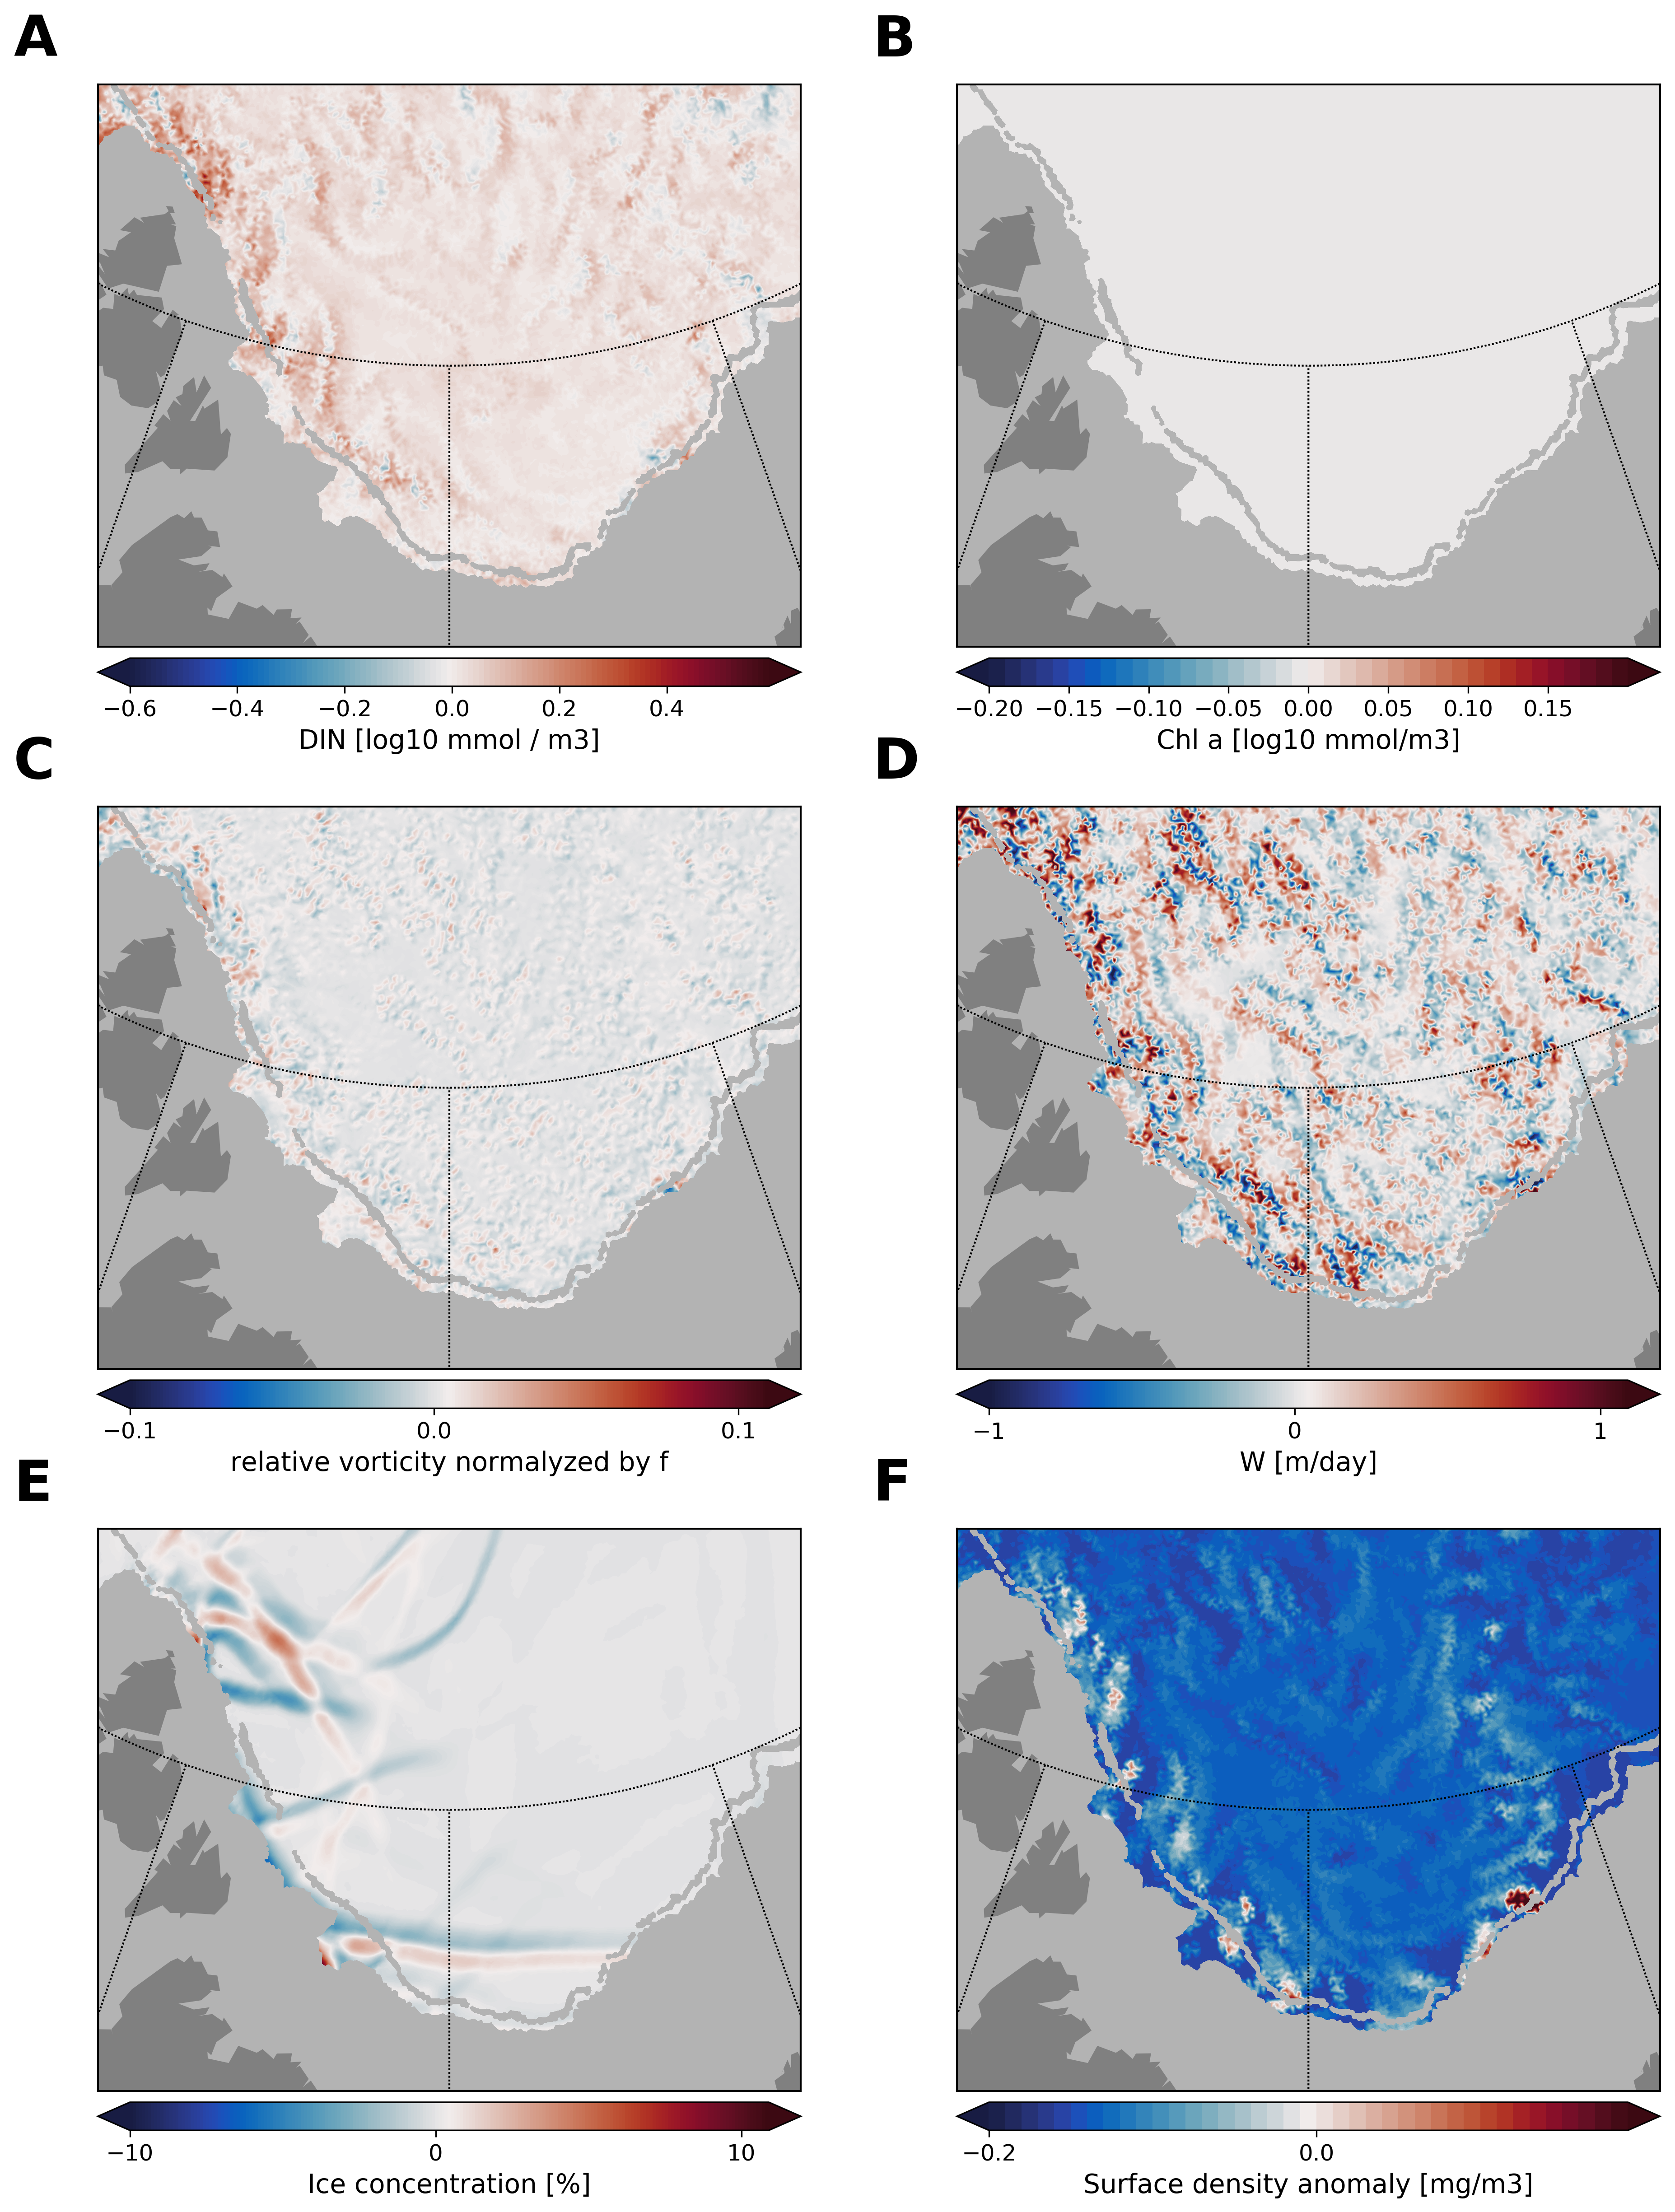 A
B
−0.6 −0.4 −0.2 0.0 0.2 0.4
DIN [log10 mmol / m3]
−0.20 −0.15 −0.10 −0.05 0.00 0.05 0.10 0.15
Chl a [log10 mmol/m3]
C
D
−0.1 0.0 0.1
relative vorticity normalyzed by f
−1 0 1
W [m/day]
E
F
−10 0 10
Ice concentration [%]
−0.2 0.0
Surface density anomaly [mg/m3]